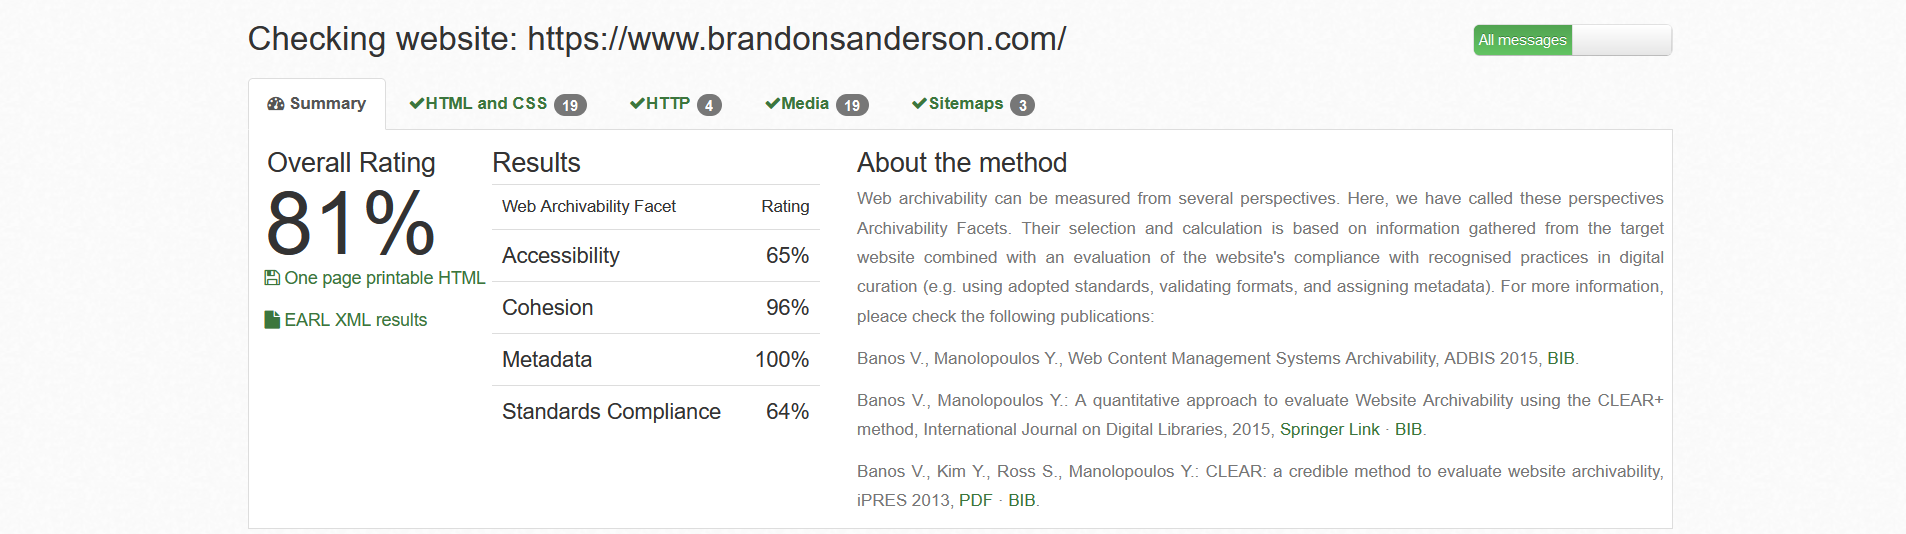 Checking website: https://www.brandonsanderson.com/
All messages
Summary HTML and CSS 19 HTTP 4 Media 19 Sitemaps 3
Overall Rating
81%
One page printable HTML
EARL XML results
Results
Web Archivability Facet Rating
Accessibility 65%
Cohesion 96%
Metadata 100%
Standards Compliance 64%
About the method
Web archivability can be measured from several perspectives. Here, we have called these perspectives
Archivability Facets. Their selection and calculation is based on information gathered from the target
website combined with an evaluation of the website's compliance with recognised practices in digital
curation (e.g. using adopted standards, validating formats, and assigning metadata). For more information,
pleace check the following publications:
Banos V., Manolopoulos Y., Web Content Management Systems Archivability, ADBIS 2015, BIB.
Banos V., Manolopoulos Y.: A quantitative approach to evaluate Website Archivability using the CLEAR+
method, International Journal on Digital Libraries, 2015, Springer Link · BIB.
Banos V., Kim Y., Ross S., Manolopoulos Y.: CLEAR: a credible method to evaluate website archivability,
iPRES 2013, PDF · BIB.